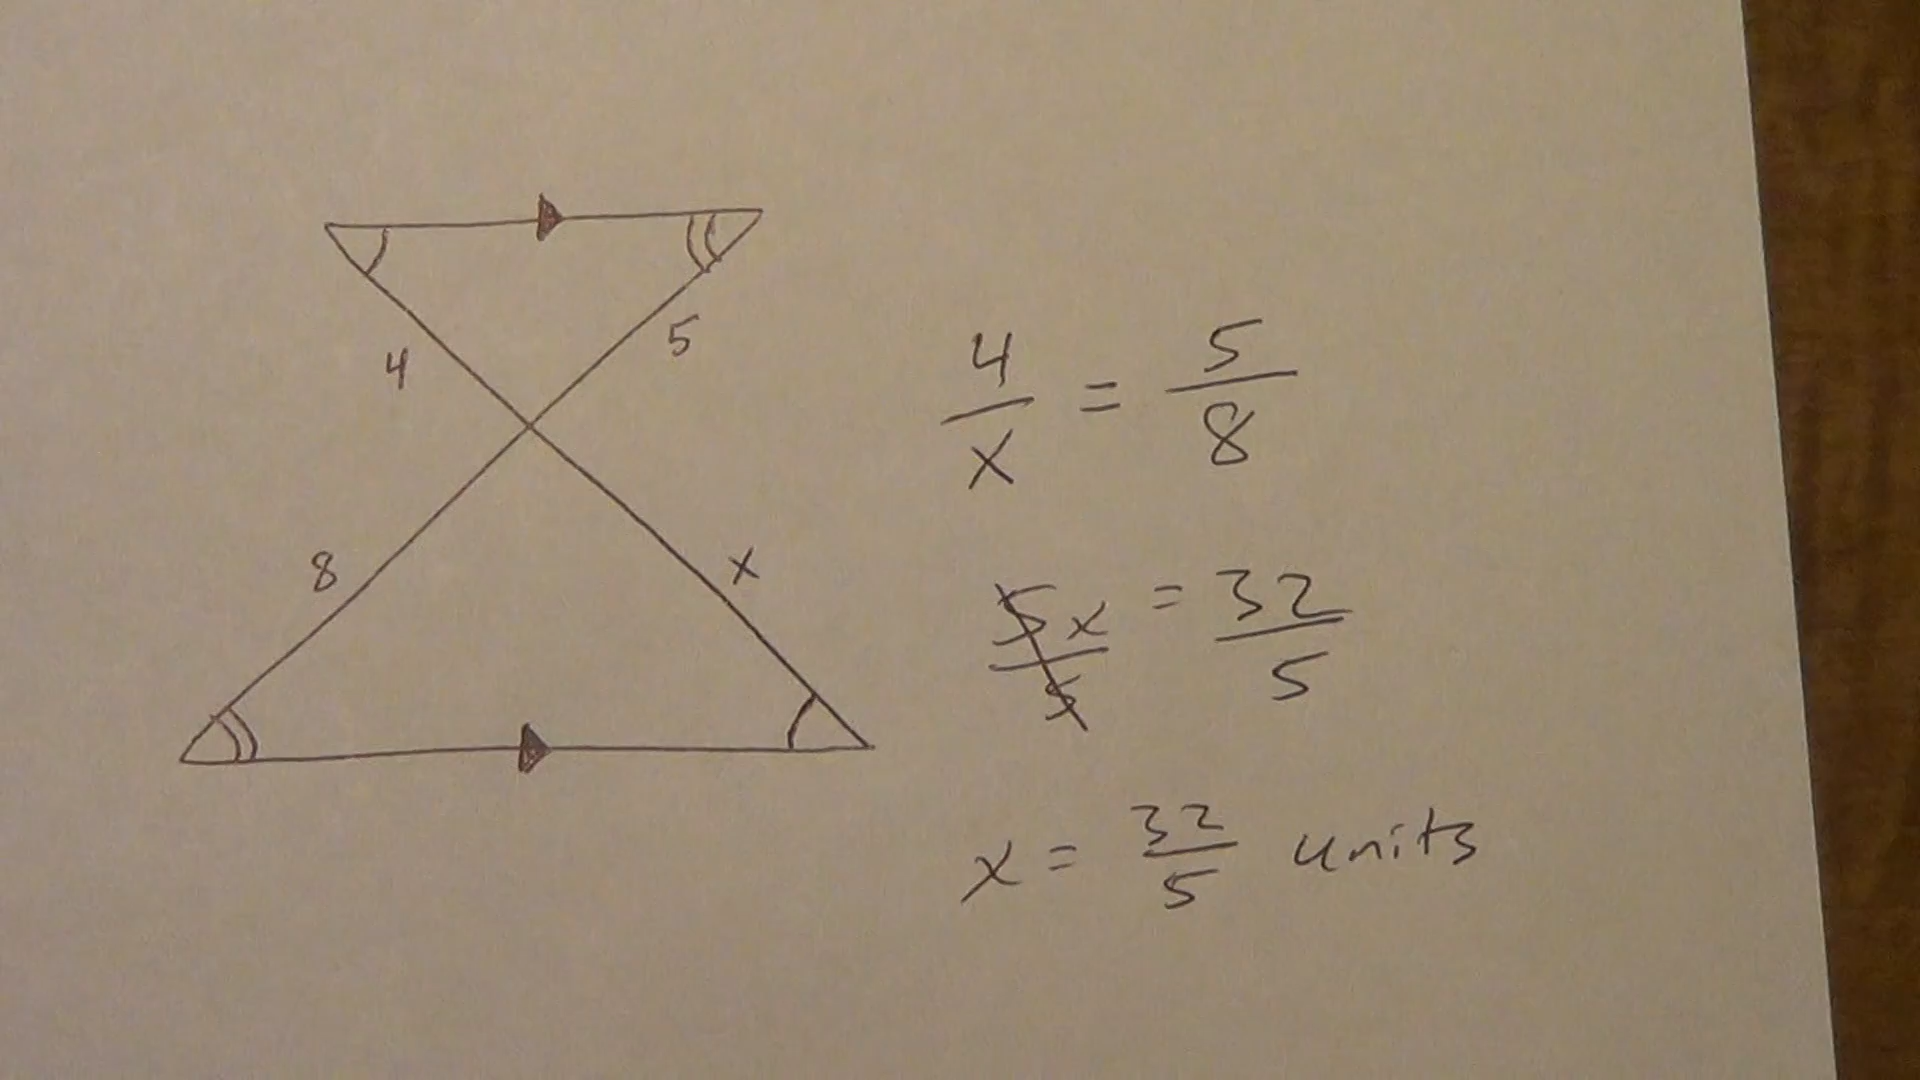 4
5
8
x
4/x = 5/8
5x/5 = 32/5
x = 32/5 units